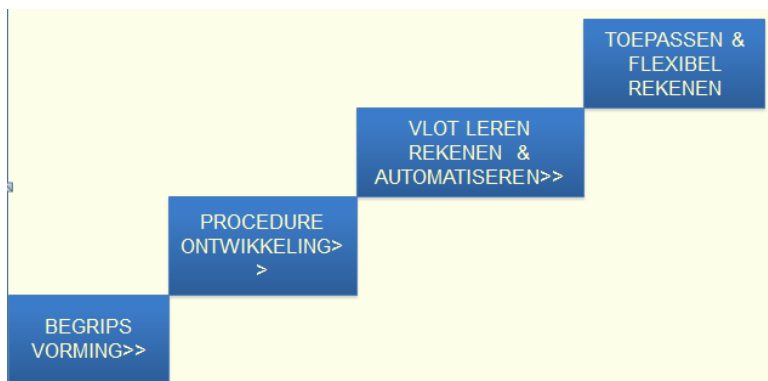 TOEPASSEN &
FLEXIBEL
REKENEN
VLOT LEREN
REKENEN &
AUTOMATISEREN>>
PROCEDURE
ONTWIKKELING>
>
BEGRIPS
VORMING>>